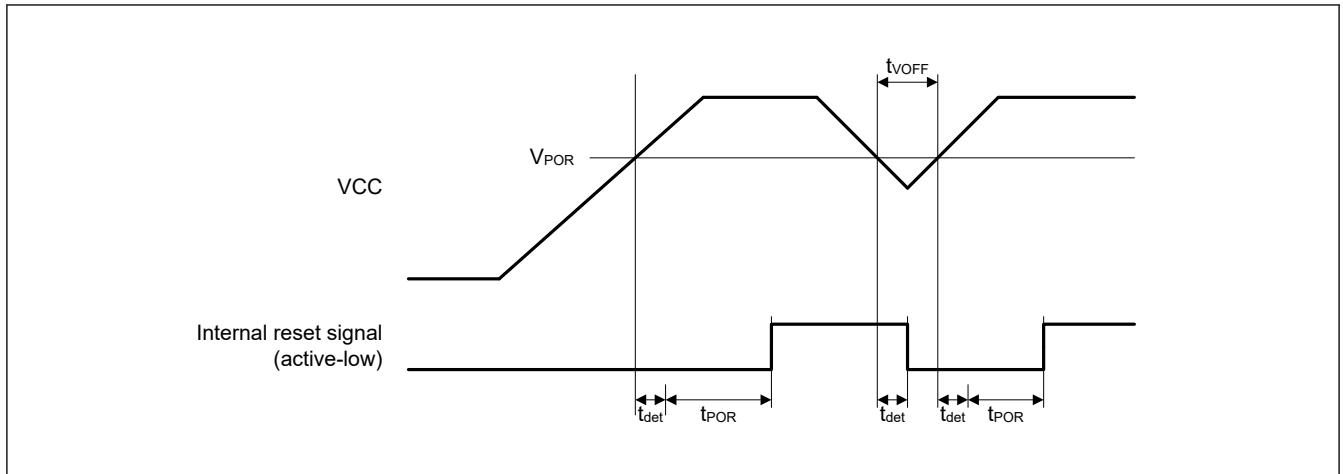 tVOFF
VPOR
VCC
Internal reset signal
(active-low)
tdet
tPOR
tdet
tdet
tPOR